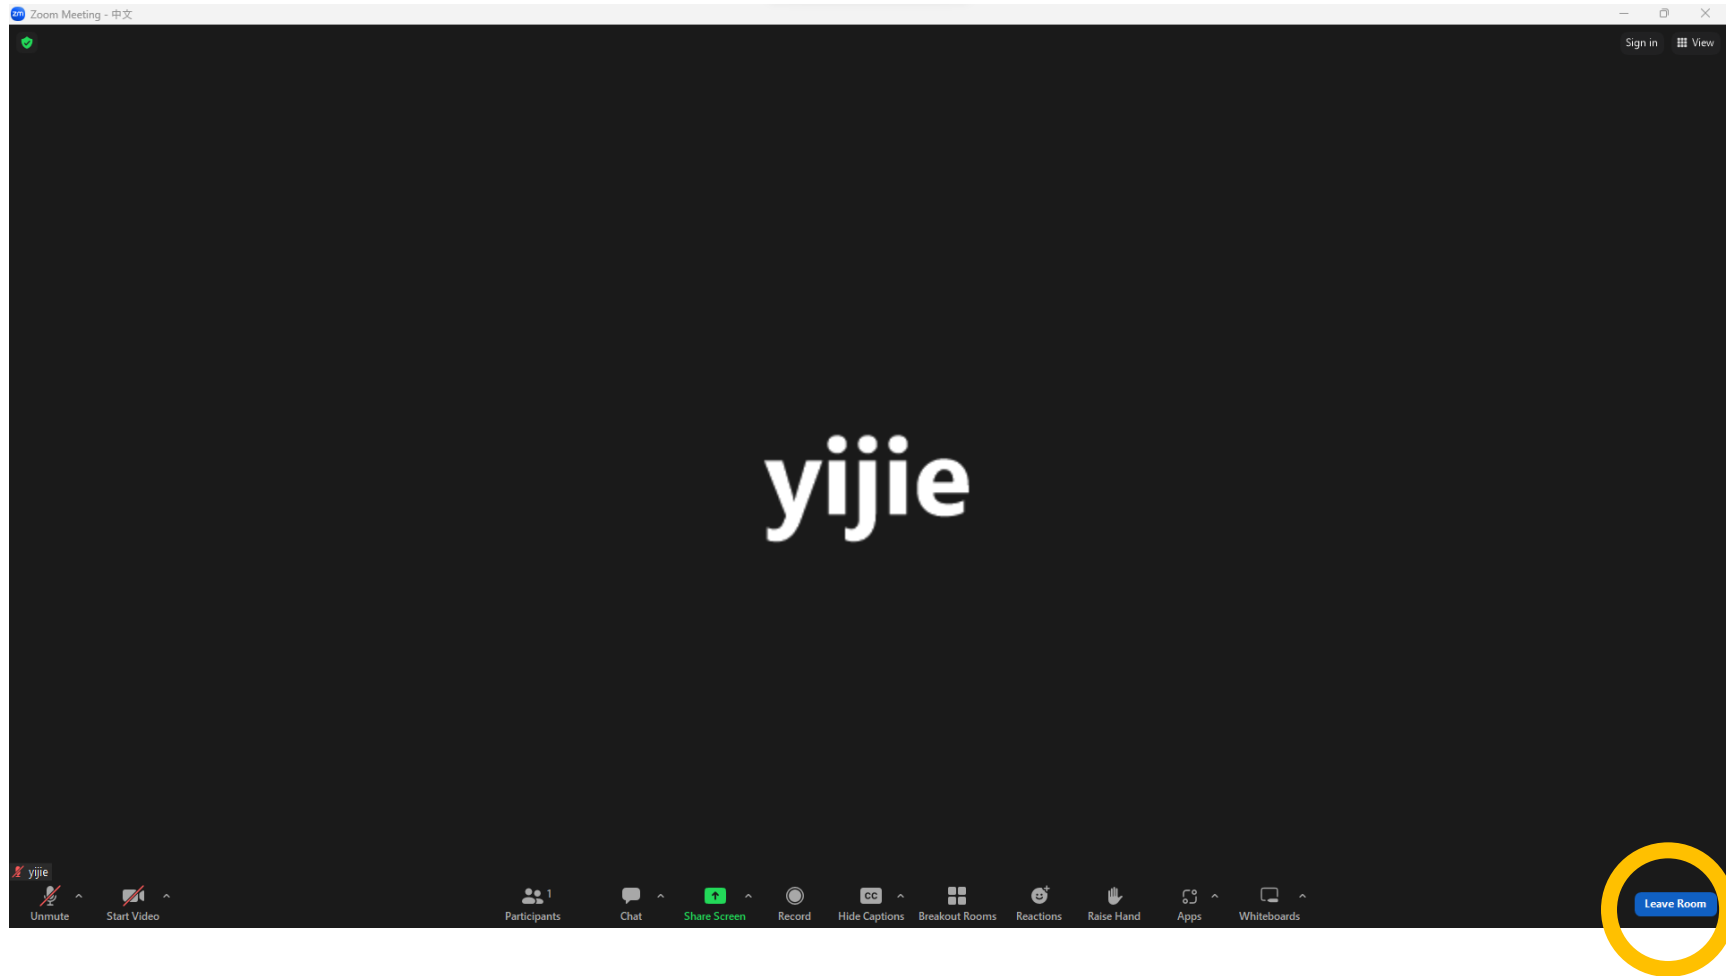 zm Zoom Meeting - 中文
Sign in View
yijie
yijie
Unmute Start Video Participants 1 Chat Share Screen Record CC Hide Captions Breakout Rooms Reactions Raise Hand Apps Whiteboards Leave Room